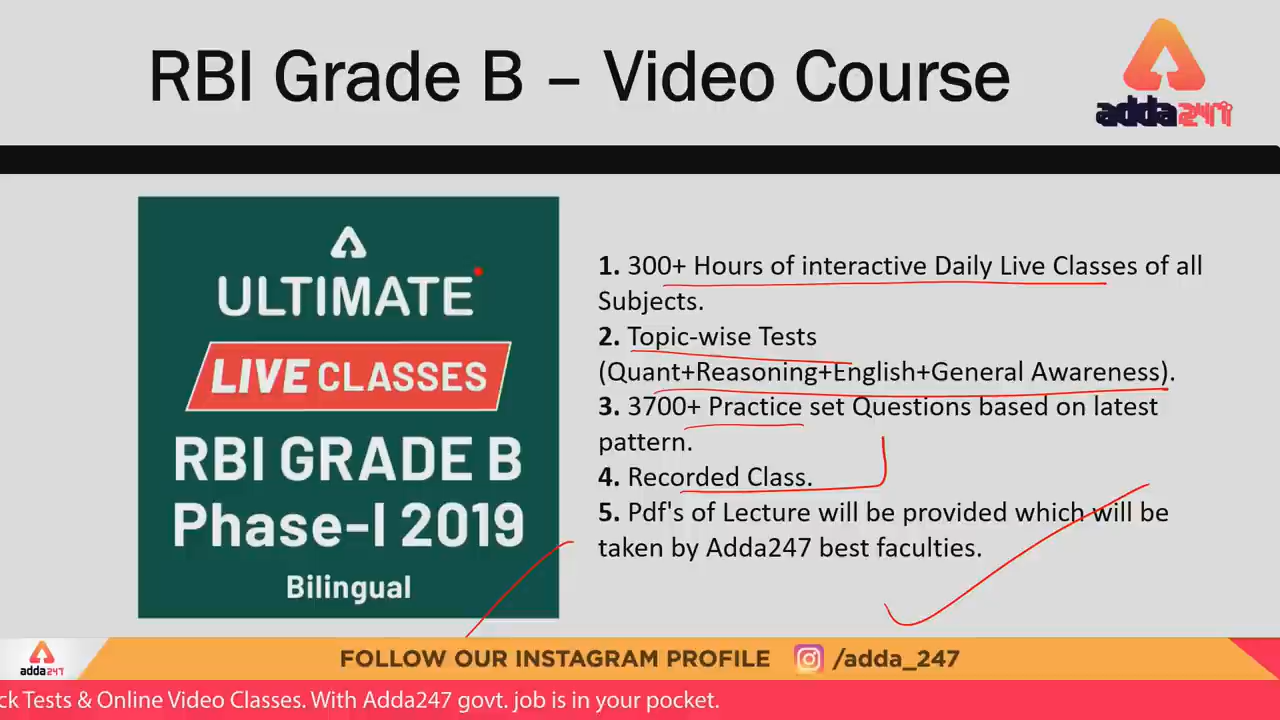 RBI Grade B – Video Course
adda247
ULTIMATE
LIVE CLASSES
RBI GRADE B
Phase-I 2019
Bilingual
1. 300+ Hours of interactive Daily Live Classes of all
Subjects.
2. Topic-wise Tests
(Quant+Reasoning+English+General Awareness).
3. 3700+ Practice set Questions based on latest
pattern.
4. Recorded Class.
5. Pdf's of Lecture will be provided which will be
taken by Adda247 best faculties.
adda247
FOLLOW OUR INSTAGRAM PROFILE /adda_247
ck Tests & Online Video Classes. With Adda247 govt. job is in your pocket.